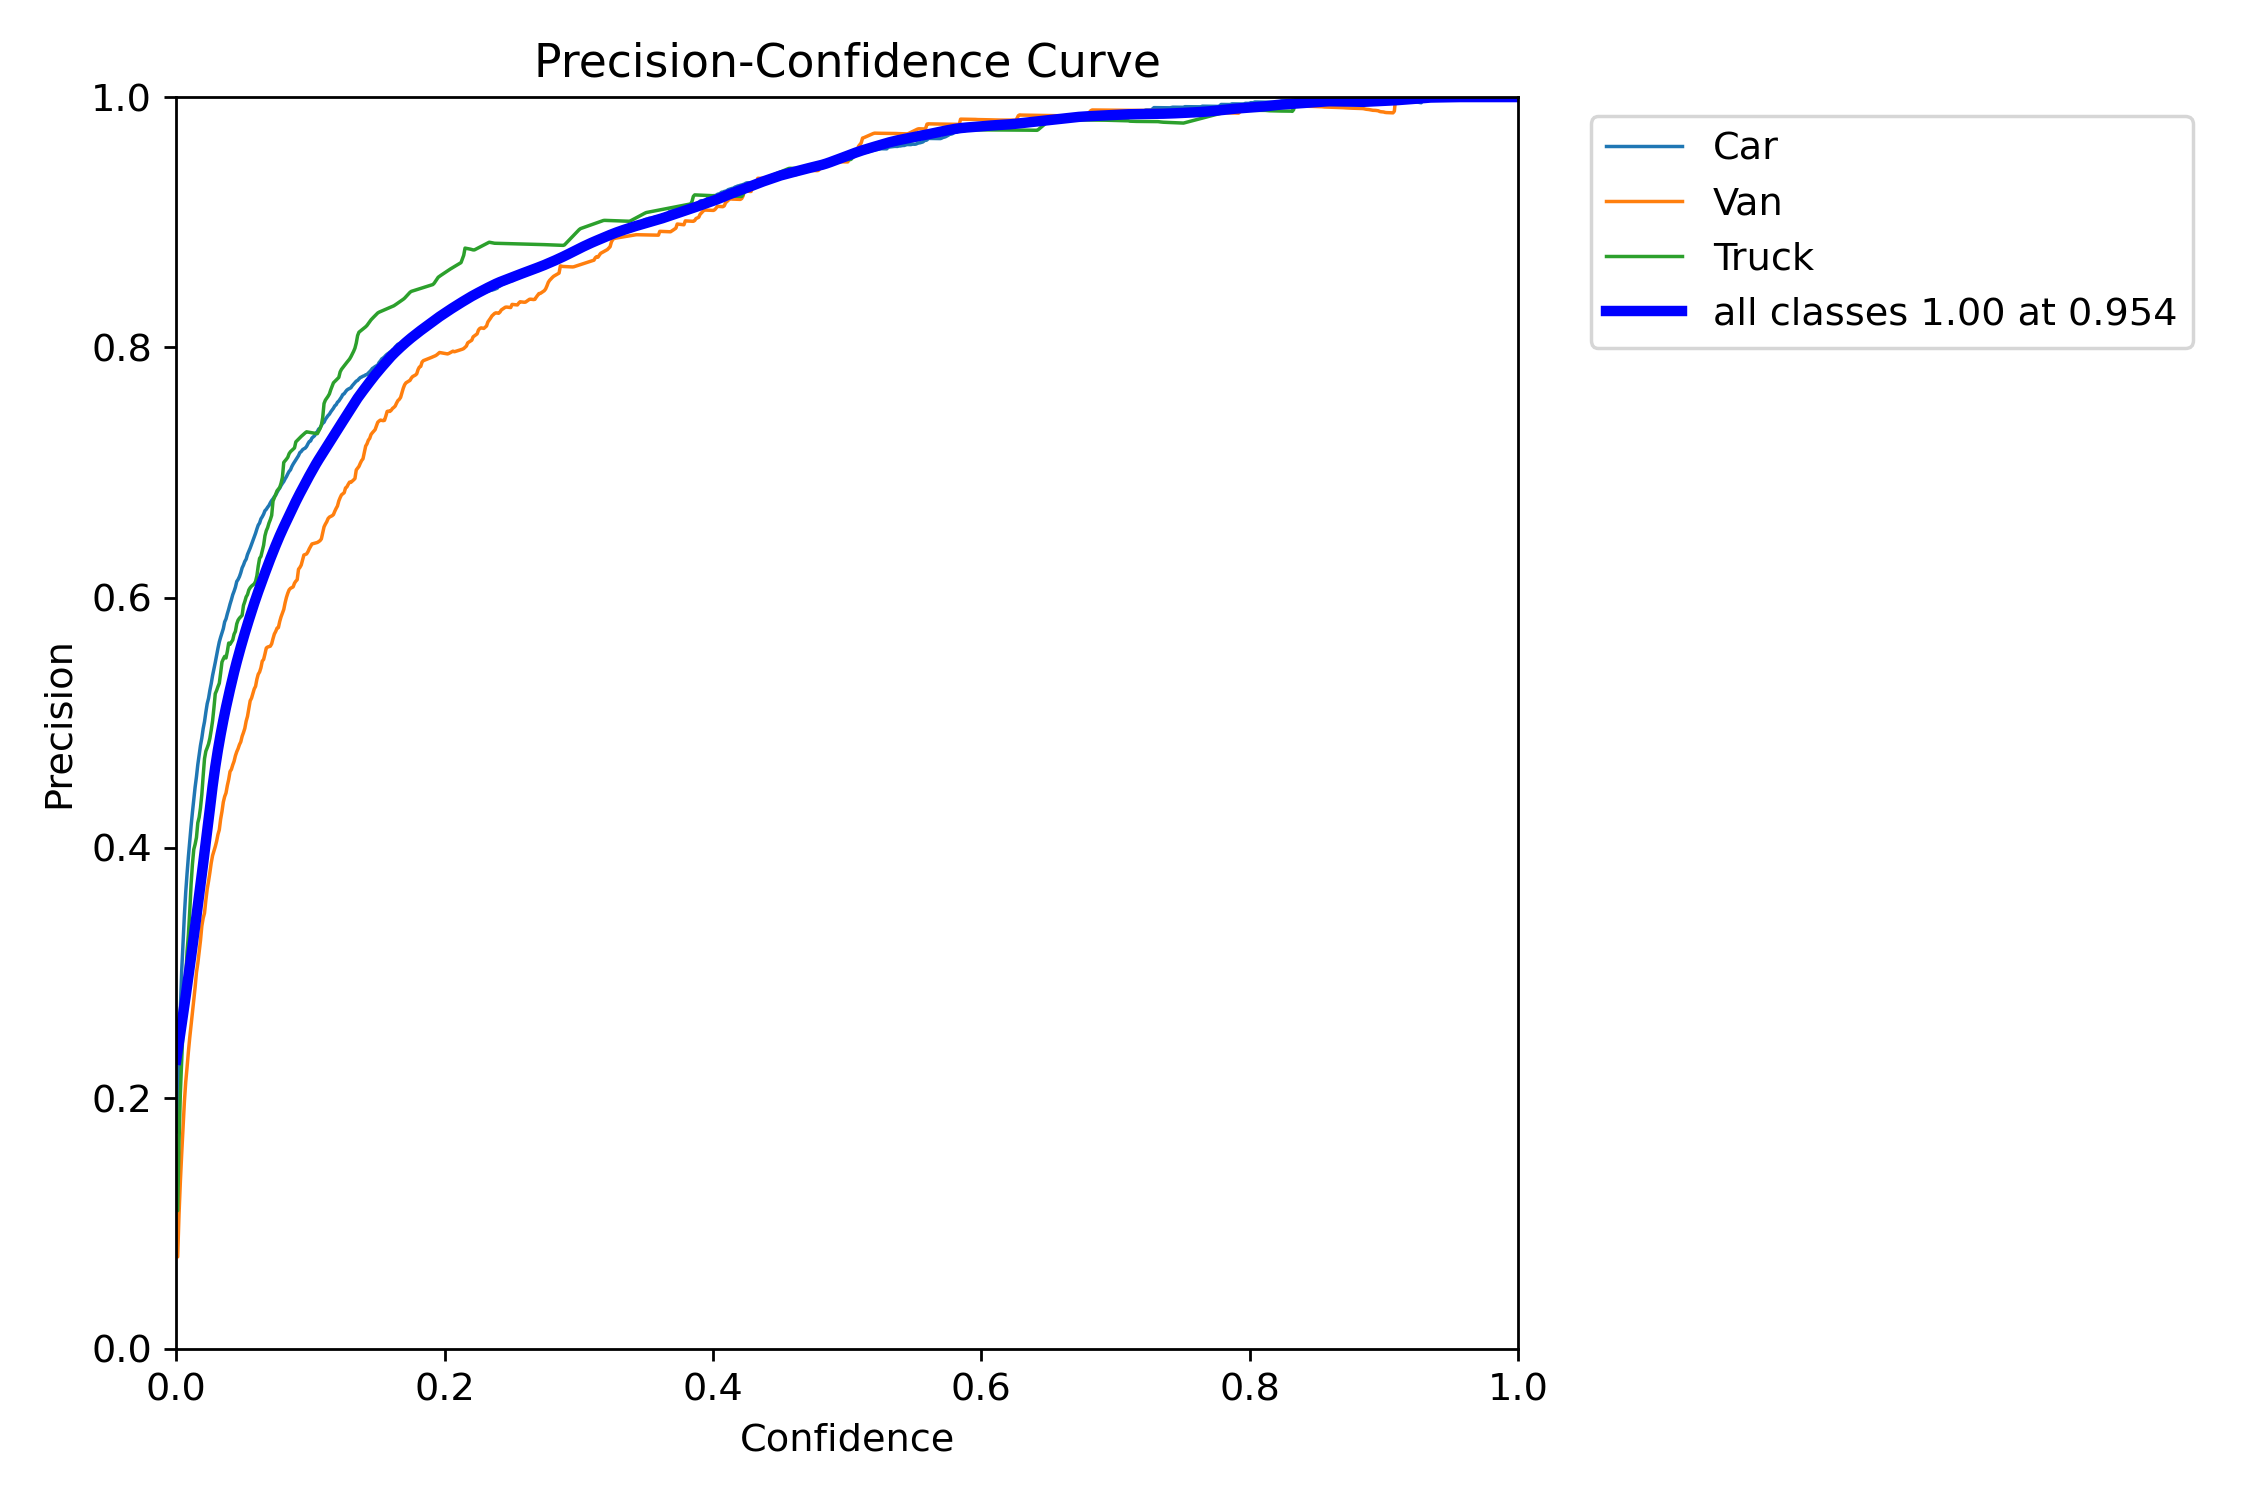 Precision-Confidence Curve
1.0
0.8
0.6
0.4
0.2
0.0
Precision
0.0 0.2 0.4 0.6 0.8 1.0
Confidence
Car
Van
Truck
all classes 1.00 at 0.954